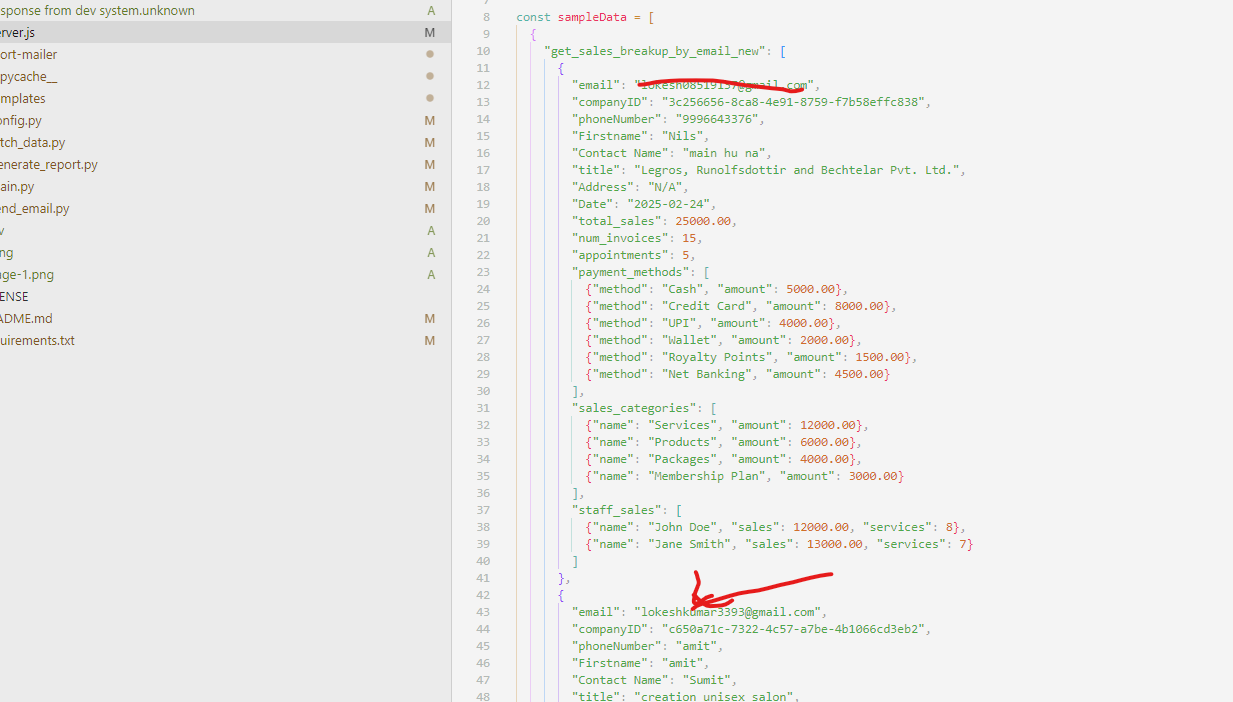 sponse from dev system.unknown A
erver.js M
ort-mailer
pycache__
mplates
onfig.py M
tch_data.py M
enerate_report.py M
ain.py M
end_email.py M
v A
ng A
age-1.png A
ENSE
ADME.md M
uirements.txt M
7
8 const sampleData = [
9 {
10 "get_sales_breakup_by_email_new": [
11 {
12 "email": "lokesh08519157@gmail.com",
13 "companyID": "3c256656-8ca8-4e91-8759-f7b58effc838",
14 "phoneNumber": "9996643376",
15 "Firstname": "Nils",
16 "Contact Name": "main hu na",
17 "title": "Legros, Runolfsdottir and Bechtelar Pvt. Ltd.",
18 "Address": "N/A",
19 "Date": "2025-02-24",
20 "total_sales": 25000.00,
21 "num_invoices": 15,
22 "appointments": 5,
23 "payment_methods": [
24 {"method": "Cash", "amount": 5000.00},
25 {"method": "Credit Card", "amount": 8000.00},
26 {"method": "UPI", "amount": 4000.00},
27 {"method": "Wallet", "amount": 2000.00},
28 {"method": "Royalty Points", "amount": 1500.00},
29 {"method": "Net Banking", "amount": 4500.00}
30 ],
31 "sales_categories": [
32 {"name": "Services", "amount": 12000.00},
33 {"name": "Products", "amount": 6000.00},
34 {"name": "Packages", "amount": 4000.00},
35 {"name": "Membership Plan", "amount": 3000.00}
36 ],
37 "staff_sales": [
38 {"name": "John Doe", "sales": 12000.00, "services": 8},
39 {"name": "Jane Smith", "sales": 13000.00, "services": 7}
40 ]
41 },
42 {
43 "email": "lokeshkumar3393@gmail.com",
44 "companyID": "c650a71c-7322-4c57-a7be-4b1066cd3eb2",
45 "phoneNumber": "amit",
46 "Firstname": "amit",
47 "Contact Name": "Sumit",
48 "title": "creation unisex salon",